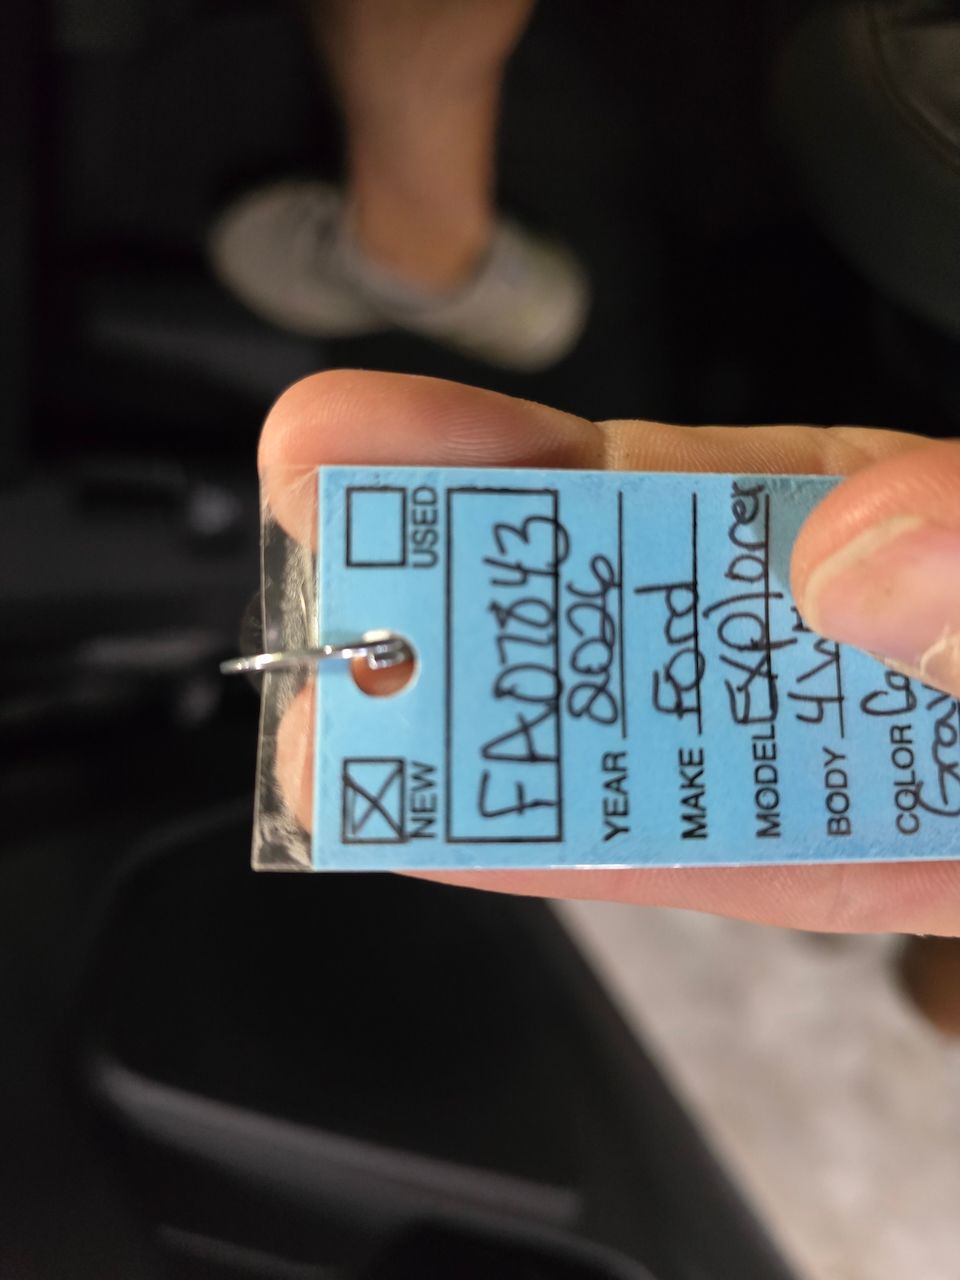 NEW USED
FA07843
YEAR 2026
MAKE Ford
MODEL Explorer
BODY
COLOR